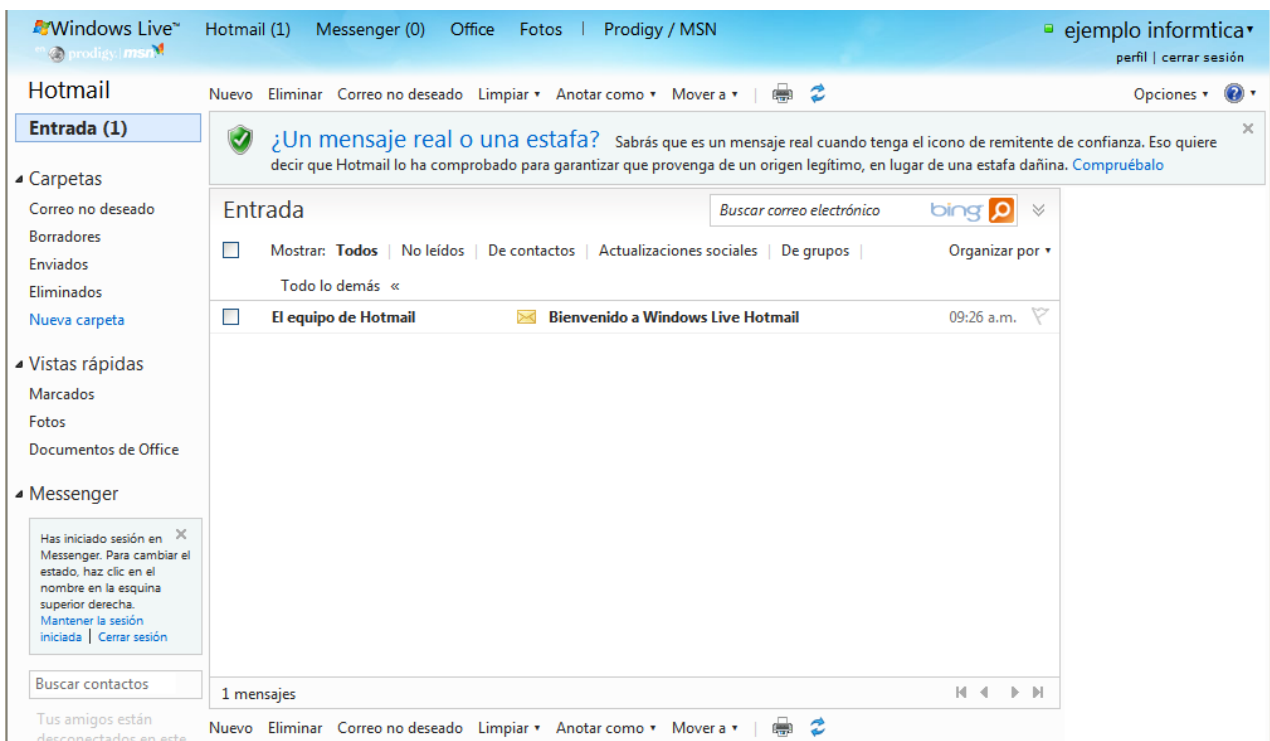 Windows Live™ Hotmail (1) Messenger (0) Office Fotos | Prodigy / MSN ejemplo informtica
prodigy msn
perfil | cerrar sesión
Hotmail
Nuevo Eliminar Correo no deseado Limpiar Anotar como Mover a | Opciones
Entrada (1)
¿Un mensaje real o una estafa? Sabrás que es un mensaje real cuando tenga el icono de remitente de confianza. Eso quiere
decir que Hotmail lo ha comprobado para garantizar que provenga de un origen legítimo, en lugar de una estafa dañina. Compruébalo
Carpetas
Correo no deseado
Borradores
Enviados
Eliminados
Nueva carpeta
Vistas rápidas
Marcados
Fotos
Documentos de Office
Messenger
Has iniciado sesión en
Messenger. Para cambiar el
estado, haz clic en el
nombre en la esquina
superior derecha.
Mantener la sesión
iniciada | Cerrar sesión
Buscar contactos
Tus amigos están
desconectados en este
Entrada
Buscar correo electrónico bing
Mostrar: Todos | No leídos | De contactos | Actualizaciones sociales | De grupos | Organizar por
Todo lo demás «
El equipo de Hotmail Bienvenido a Windows Live Hotmail 09:26 a.m.
1 mensajes
Nuevo Eliminar Correo no deseado Limpiar Anotar como Mover a |